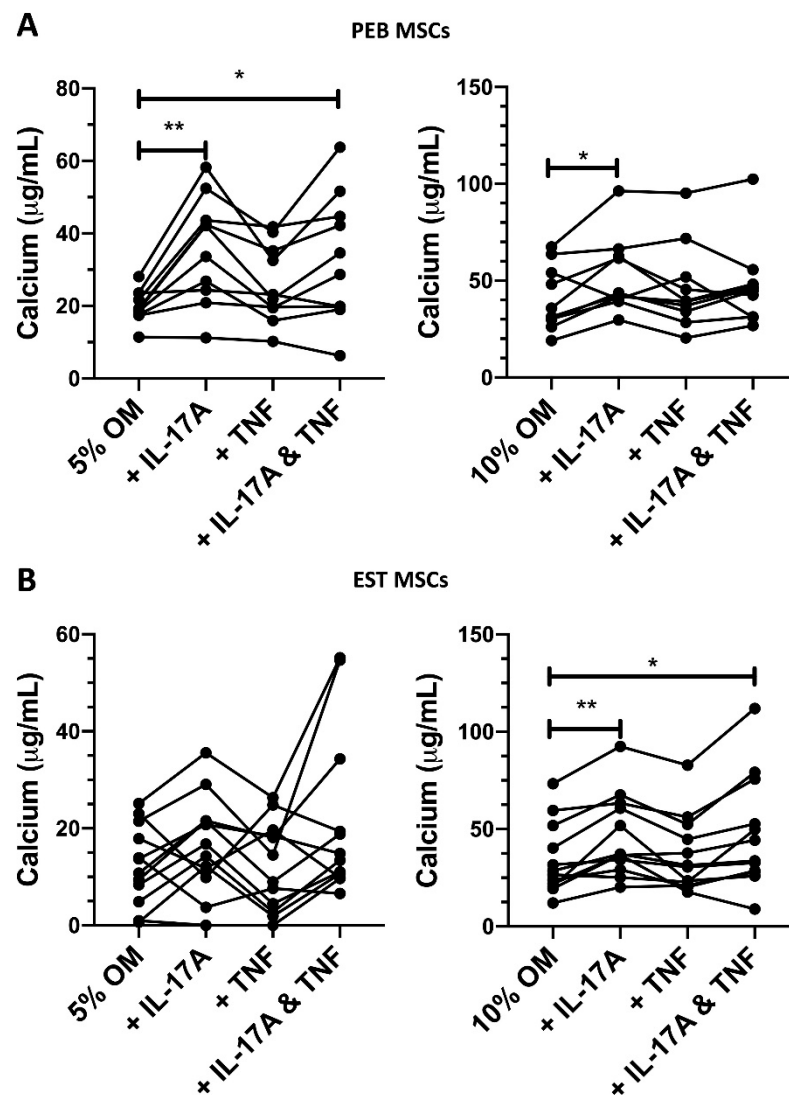 A
PEB MSCs
Calcium (μg/mL)
80
60
40
20
0
*
**
5% OM
+ IL-17A
+ TNF
+ IL-17A & TNF
Calcium (μg/mL)
150
100
50
0
*
10% OM
+ IL-17A
+ TNF
+ IL-17A & TNF
B
EST MSCs
Calcium (μg/mL)
60
40
20
0
5% OM
+ IL-17A
+ TNF
+ IL-17A & TNF
Calcium (μg/mL)
150
100
50
0
*
**
10% OM
+ IL-17A
+ TNF
+ IL-17A & TNF